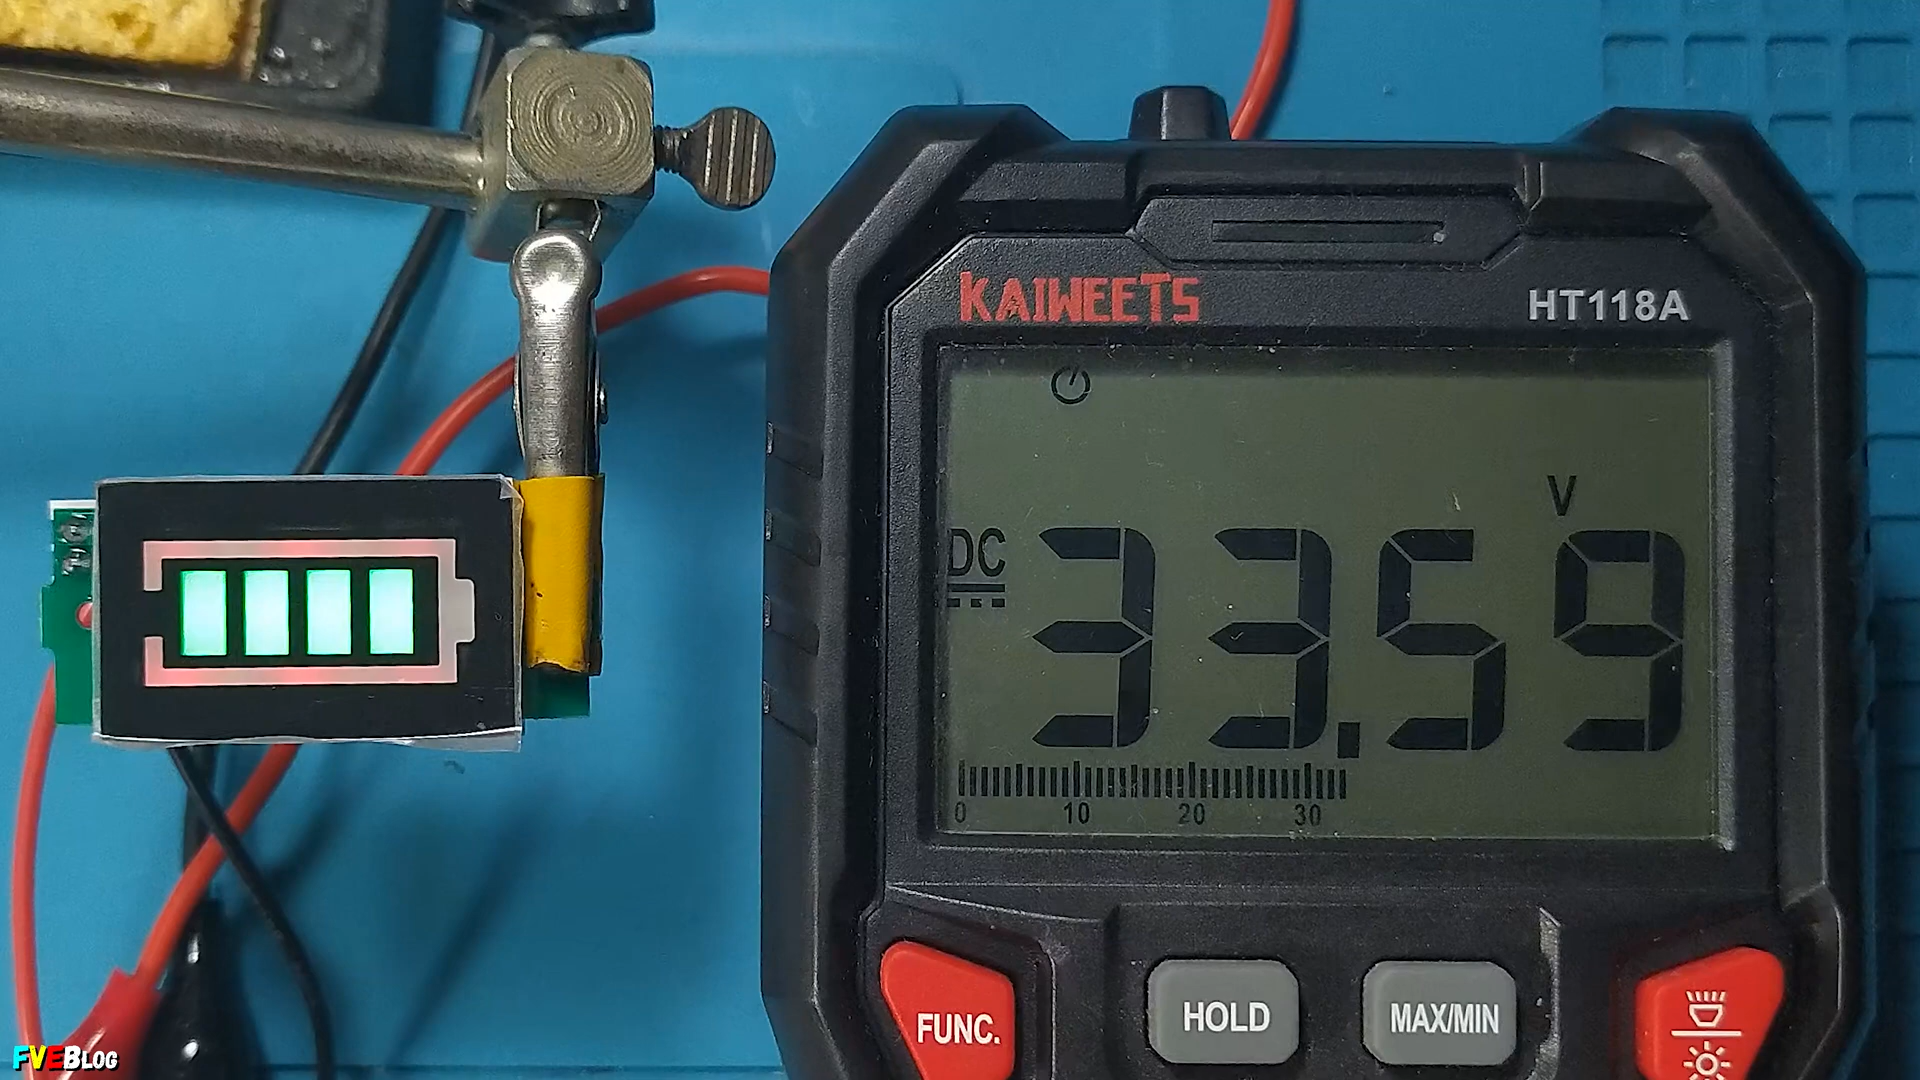 KAIWEETS
HT118A
V
DC 33.59
0 10 20 30
FUNC.
HOLD
MAX/MIN
FVEBLOG